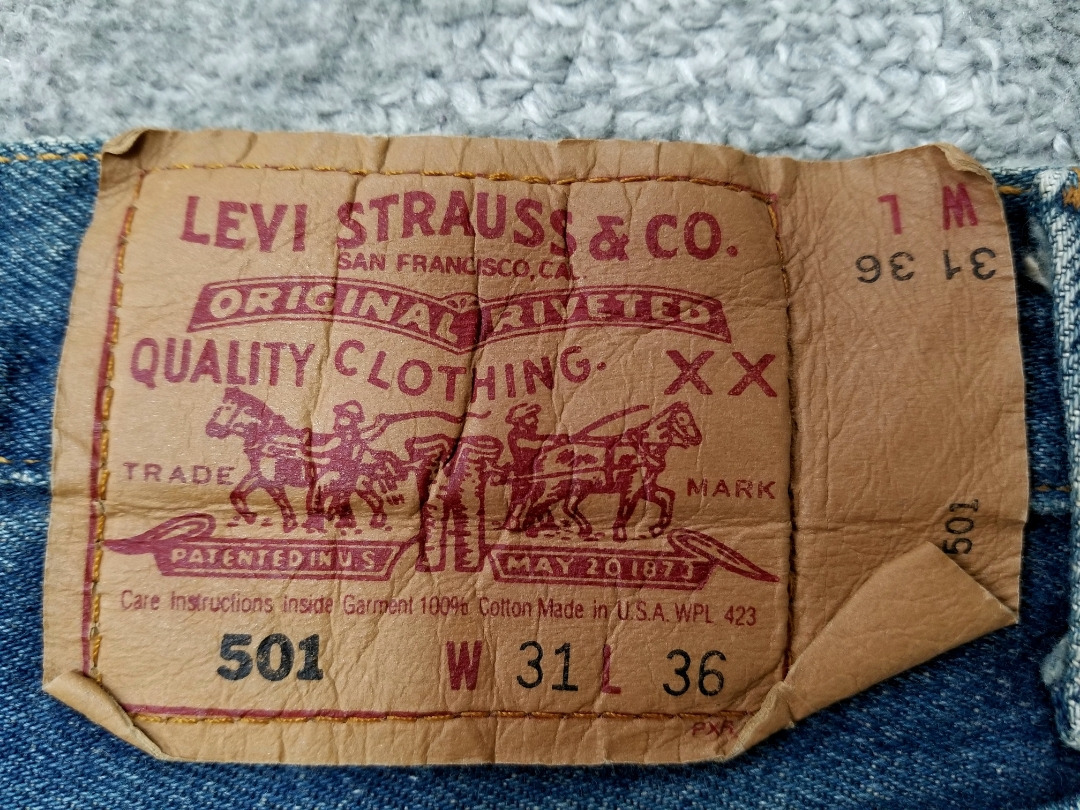 LEVI STRAUSS & CO.
SAN FRANCISCO, CAL.
ORIGINAL RIVETED
QUALITY CLOTHING. XX
TRADE MARK
PATENTED IN U S MAY 20 1873
Care Instructions inside Garment 100% Cotton Made in U.S.A. WPL 423
501 W 31 L 36
W L
31 36
501